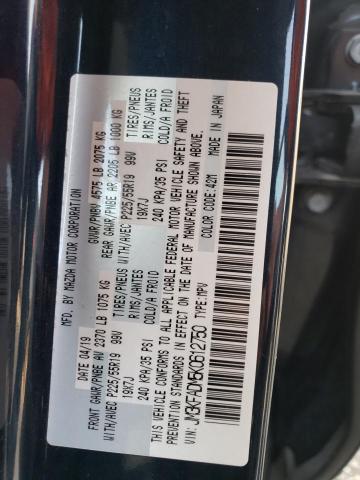 MFD. BY MAZDA MOTOR CORPORATION
DATE 04/19 GVWR/PNBV 4575 LB 2075 KG
FRONT GAWR/PNBE AV 2370 LB 1075 KG REAR GAWR/PNBE AR 2205 LB 1000 KG
WITH/AVEC P225/55R19 99V TIRES/PNEUS WITH/AVEC P225/55R19 99V TIRES/PNEUS
19X7J RIMS/JANTES 19X7J RIMS/JANTES
240 KPA/35 PSI COLD/A FROID 240 KPA/35 PSI COLD/A FROID
THIS VEHICLE CONFORMS TO ALL APPLICABLE FEDERAL MOTOR VEHICLE SAFETY AND THEFT
PREVENTION STANDARDS IN EFFECT ON THE DATE OF MANUFACTURE SHOWN ABOVE.
JM3KFADM5K0612750 TYPE:MPV COLOR CODE:42M MADE IN JAPAN